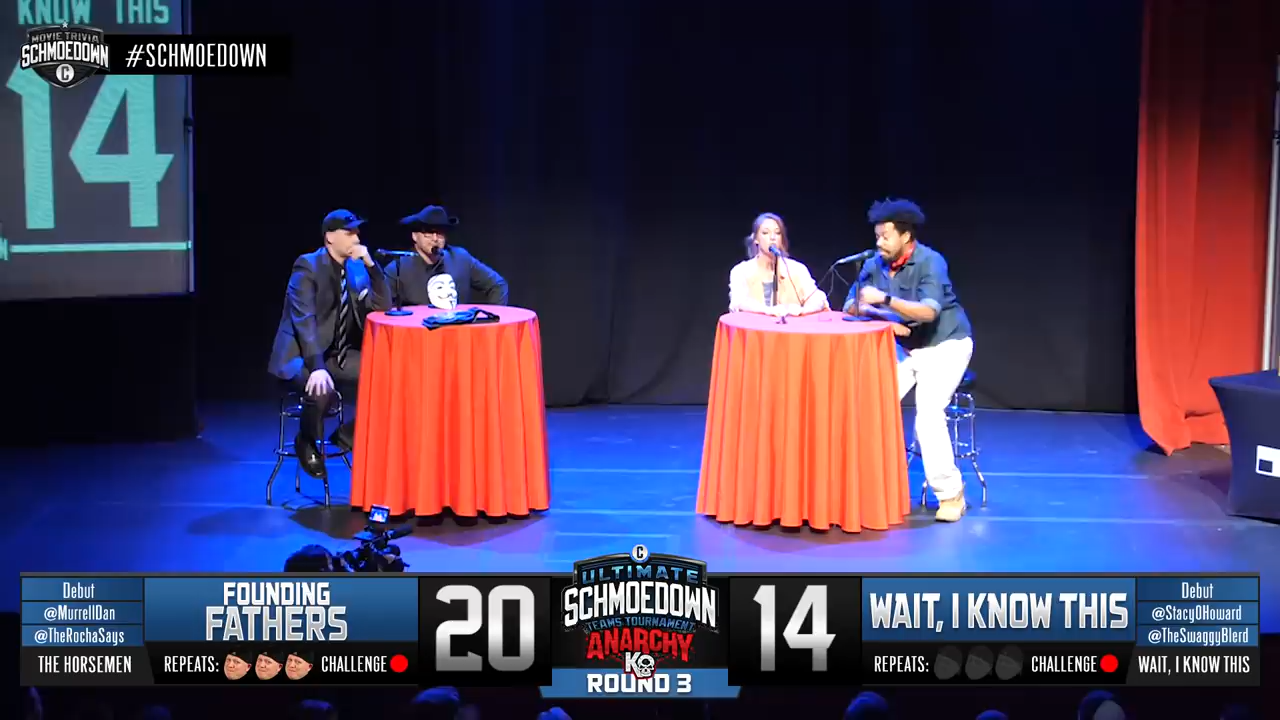 KNOW THIS
14
MOVIE TRIVIA
SCHMOEDOWN
C
#SCHMOEDOWN
Debut
@MurrellDan
@TheRochaSays
THE HORSEMEN
FOUNDING
FATHERS
REPEATS:
CHALLENGE
20
C
ULTIMATE
SCHMOEDOWN
TEAMS TOURNAMENT
ANARCHY
KO
ROUND 3
14
WAIT, I KNOW THIS
REPEATS:
CHALLENGE
Debut
@StacyOHoward
@TheSwaggyBlerd
WAIT, I KNOW THIS